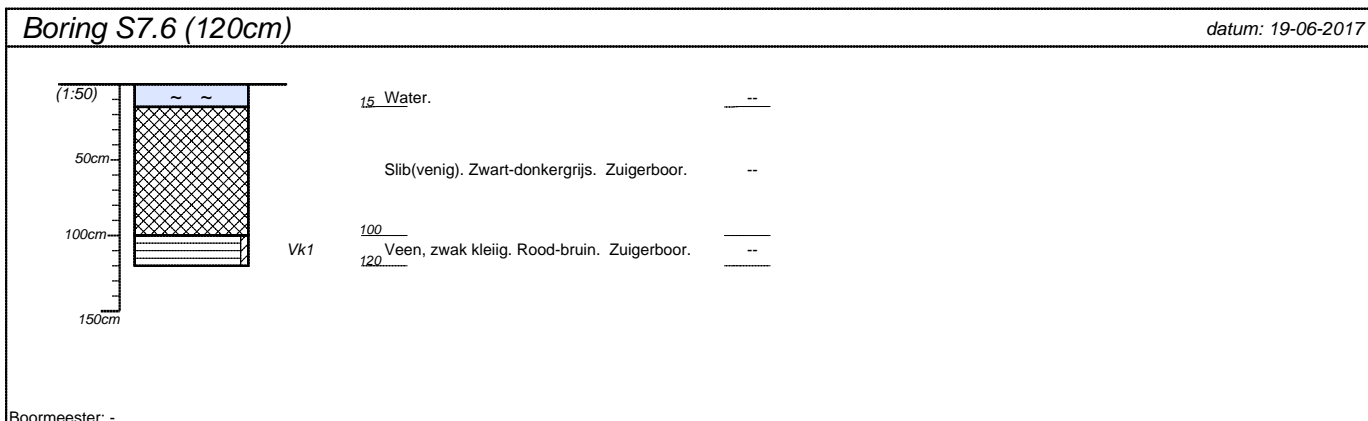 Boring S7.6 (120cm) datum: 19-06-2017
(1:50) ~ ~ 15 Water. --
50cm Slib(venig). Zwart-donkergrijs. Zuigerboor. --
100cm 100
Vk1 Veen, zwak kleiig. Rood-bruin. Zuigerboor. --
120
150cm
Boormeester: -